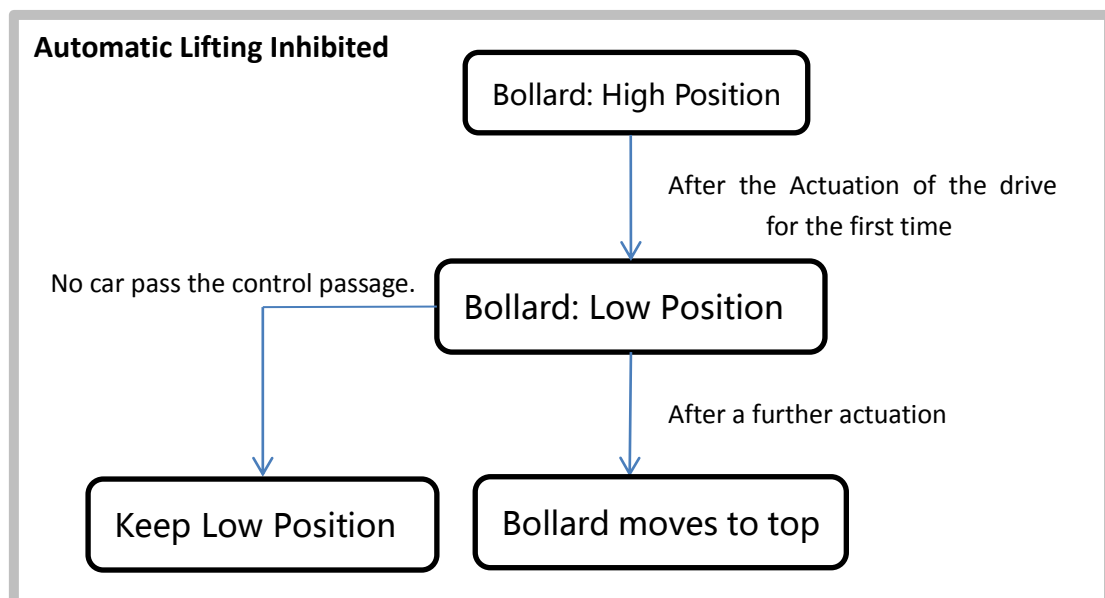 Automatic Lifting Inhibited
Bollard: High Position
After the Actuation of the drive
for the first time
No car pass the control passage.
Bollard: Low Position
After a further actuation
Keep Low Position
Bollard moves to top